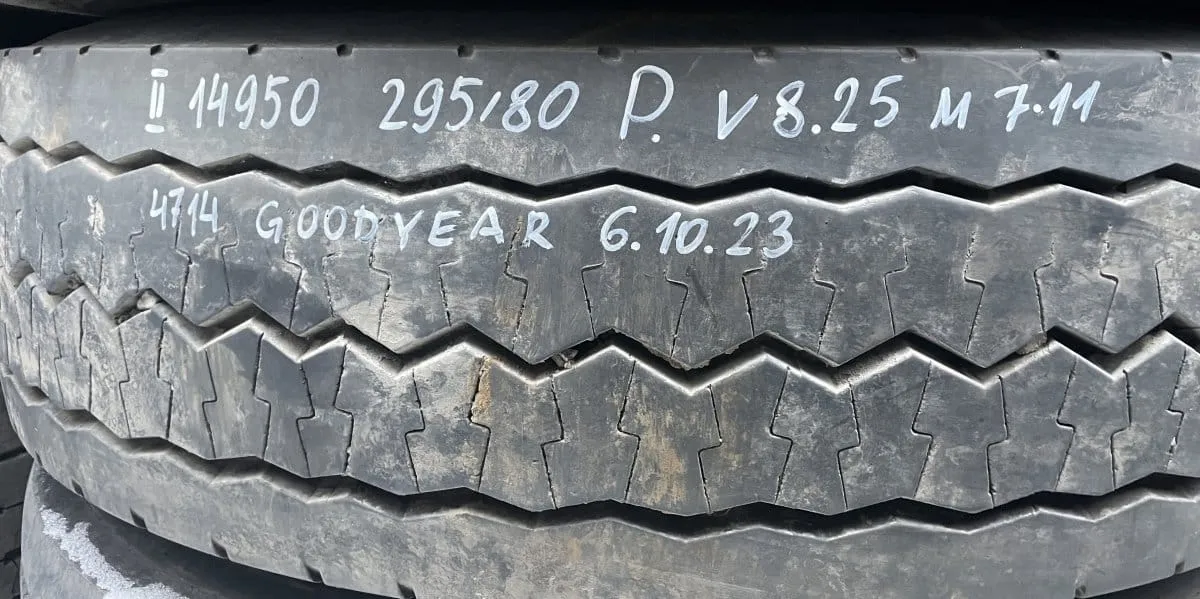 II 14950 295/80 P. V 8.25 M 7.11
4714 GOODYEAR 6.10.23